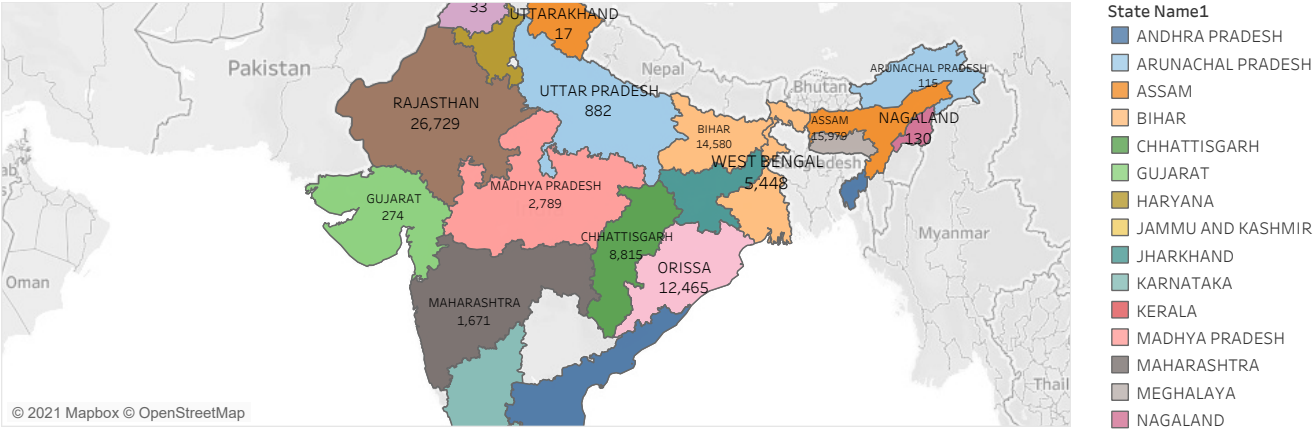 33
UTTARAKHAND
17
Pakistan
Nepal
ARUNACHAL PRADESH
115
Bhutan
RAJASTHAN
26,729
UTTAR PRADESH
882
BIHAR
14,580
ASSAM
15,979
NAGALAND
130
WEST BENGAL
5,448
GUJARAT
274
MADHYA PRADESH
2,789
CHHATTISGARH
8,815
ORISSA
12,465
Myanmar
Oman
MAHARASHTRA
1,671
Thail
© 2021 Mapbox © OpenStreetMap
State Name1
ANDHRA PRADESH
ARUNACHAL PRADESH
ASSAM
BIHAR
CHHATTISGARH
GUJARAT
HARYANA
JAMMU AND KASHMIR
JHARKHAND
KARNATAKA
KERALA
MADHYA PRADESH
MAHARASHTRA
MEGHALAYA
NAGALAND